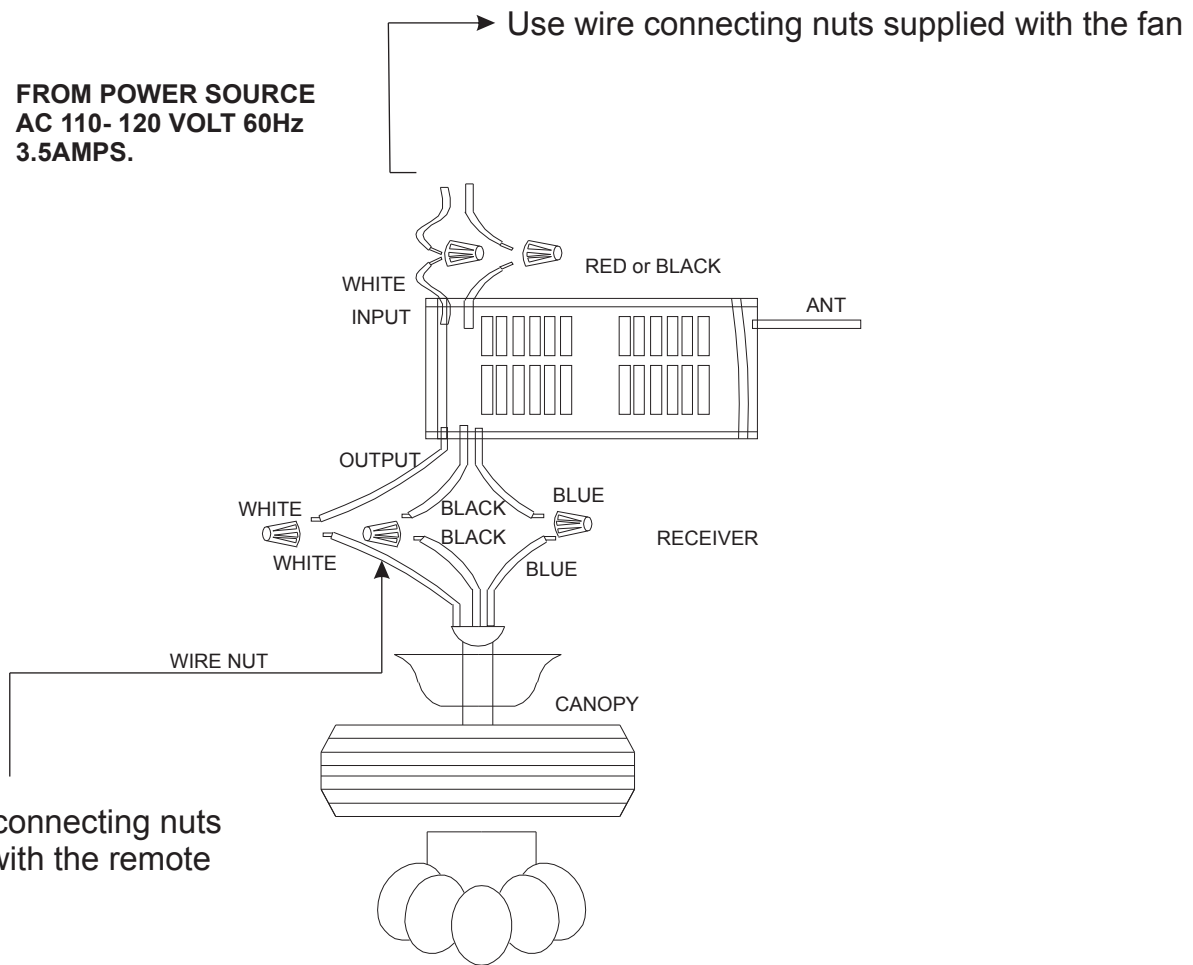 Use wire connecting nuts supplied with the fan
FROM POWER SOURCE
AC 110- 120 VOLT 60Hz
3.5AMPS.
RED or BLACK
WHITE
INPUT
ANT
OUTPUT
WHITE
BLACK
BLUE
BLACK
RECEIVER
WHITE
BLUE
WIRE NUT
CANOPY
connecting nuts
with the remote